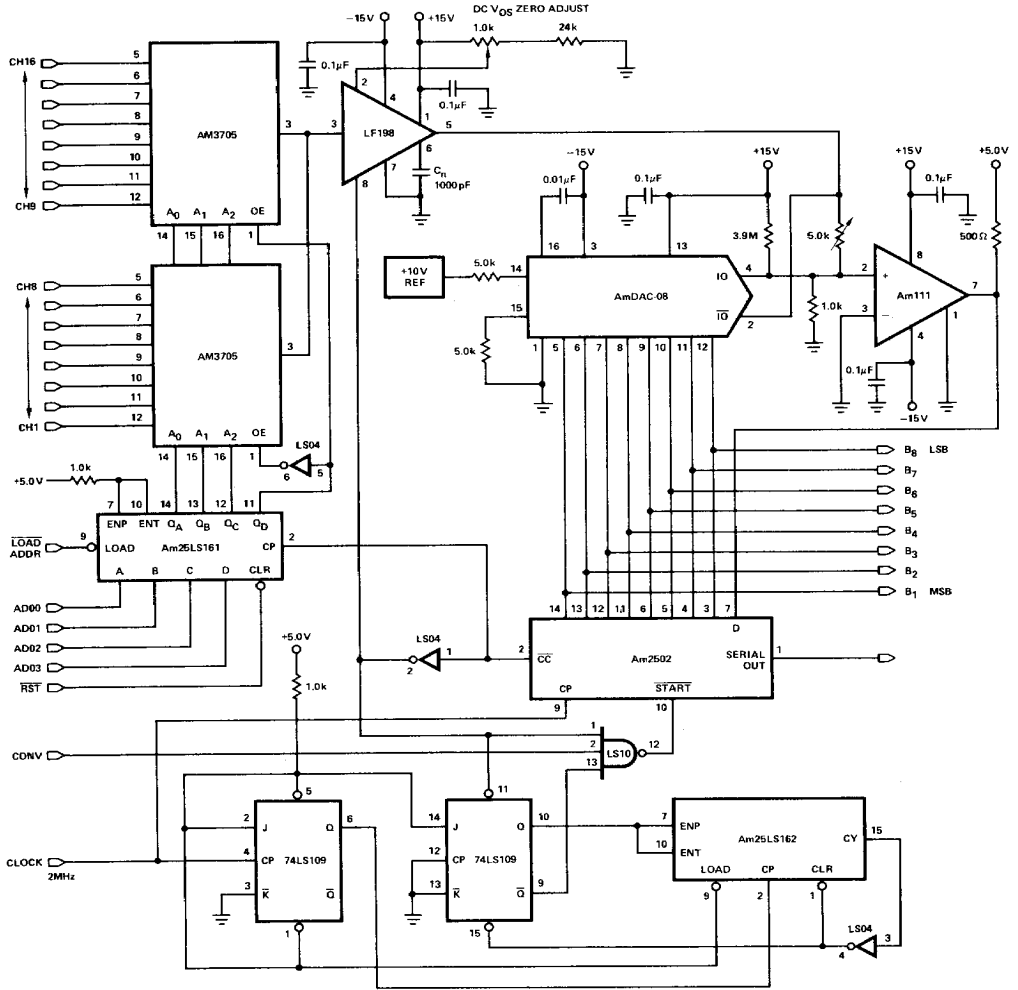 DC VOS ZERO ADJUST
−15V
+15V
1.0k
24k
0.1μF
0.1μF
CH16
5
6
7
8
9
10
11
12
CH9
AM3705
3
A0 A1 A2 OE
14 15 16 1
3
2
4
1
5
LF198
6
7
8
Cn
1000pF
CH8
5
6
7
8
9
10
11
12
CH1
AM3705
3
A0 A1 A2 OE
14 15 16 1
LS04
6 5
−15V
0.01μF
0.1μF
+15V
3.9M
5.0k
16 3 13
+10V
REF
5.0k
14
15
5.0k
AmDAC-08
IO
4
IO
2
1 5 6 7 8 9 10 11 12
1.0k
+15V
0.1μF
+5.0V
500Ω
8
2
+
3
−
Am111
7
1
4
0.1μF
−15V
+5.0V
1.0k
7 10 14 13 12 11
ENP ENT QA QB QC QD
LOAD
ADDR
9
LOAD
Am25LS161
CP
2
A B C D CLR
AD00
AD01
AD02
AD03
RST
B8 LSB
B7
B6
B5
B4
B3
B2
B1 MSB
14 13 12 11 6 5 4 3 7
D
Am2502
2
CC
SERIAL
OUT
1
CP
START
9
10
LS04
2 1
+5.0V
1.0k
CONV
1
2
13
LS10
12
CLOCK
2MHz
5
2
J
Q
6
4
CP
74LS109
3
K
Q
1
11
14
J
Q
10
12
CP
74LS109
13
K
Q
9
15
7
ENP
10
ENT
Am25LS162
CY
15
LOAD CP CLR
9 2 1
LS04
4 3